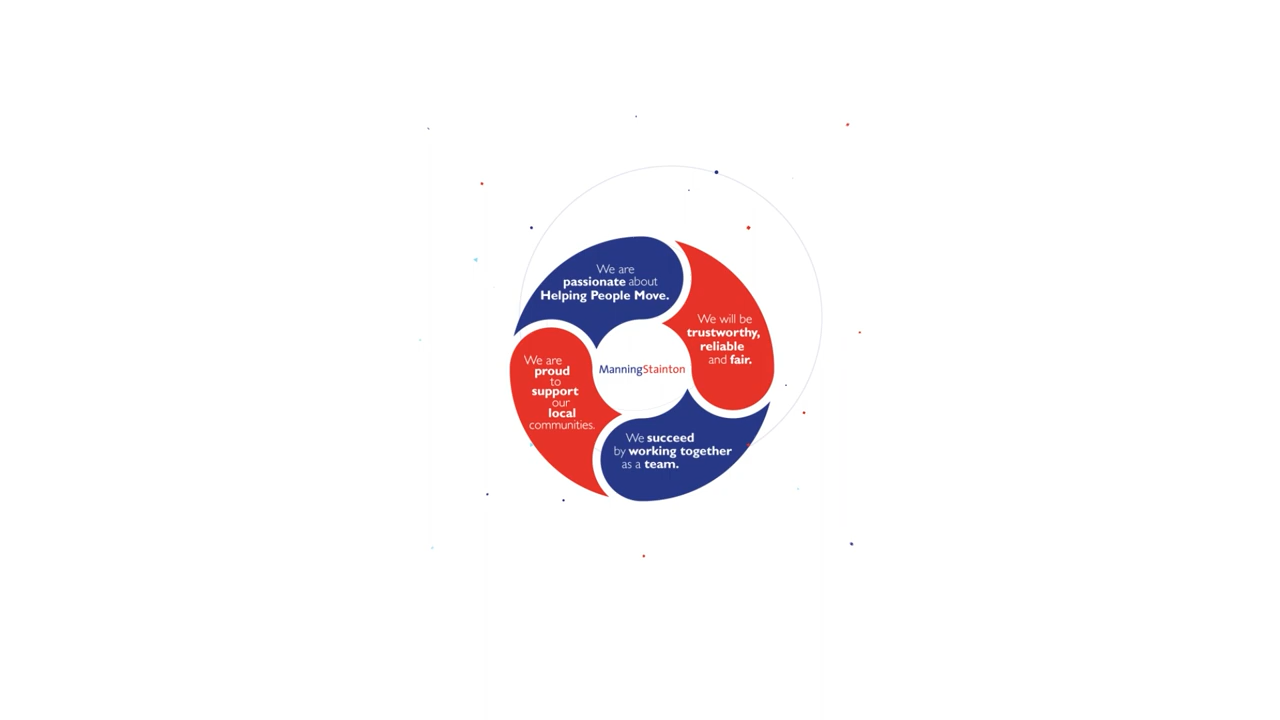 We are
passionate about
Helping People Move.
We will be
trustworthy,
reliable
and fair.
We are
proud
to
support
our
local
communities.
ManningStainton
We succeed
by working together
as a team.